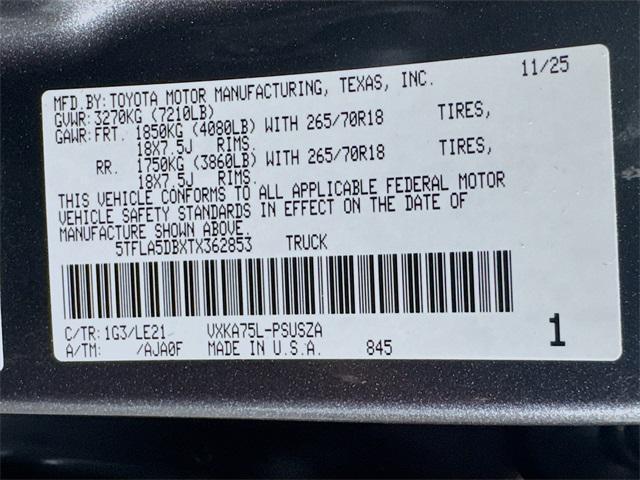 MFD.BY:TOYOTA MOTOR MANUFACTURING, TEXAS, INC. 11/25
GVWR:3270KG (7210LB)
GAWR:FRT. 1850KG (4080LB) WITH 265/70R18 TIRES,
18X7.5J RIMS.
RR. 1750KG (3860LB) WITH 265/70R18 TIRES,
18X7.5J RIMS.
THIS VEHICLE CONFORMS TO ALL APPLICABLE FEDERAL MOTOR
VEHICLE SAFETY STANDARDS IN EFFECT ON THE DATE OF
MANUFACTURE SHOWN ABOVE.
5TFLA5DBXTX362853 TRUCK
C/TR:1G3/LE21 VXKA75L-PSUSZA
A/TM: /AJA0F MADE IN U.S.A. 845 1